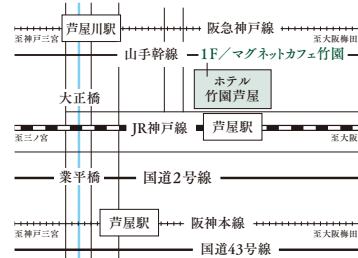 芦屋川駅
阪急神戸線
至神戸三宮
至大阪梅田
山手幹線
1F／マグネットカフェ竹園
ホテル
竹園芦屋
大正橋
JR神戸線
芦屋駅
至三ノ宮
至大阪
業平橋
国道2号線
芦屋駅
阪神本線
至神戸三宮
至大阪梅田
国道43号線